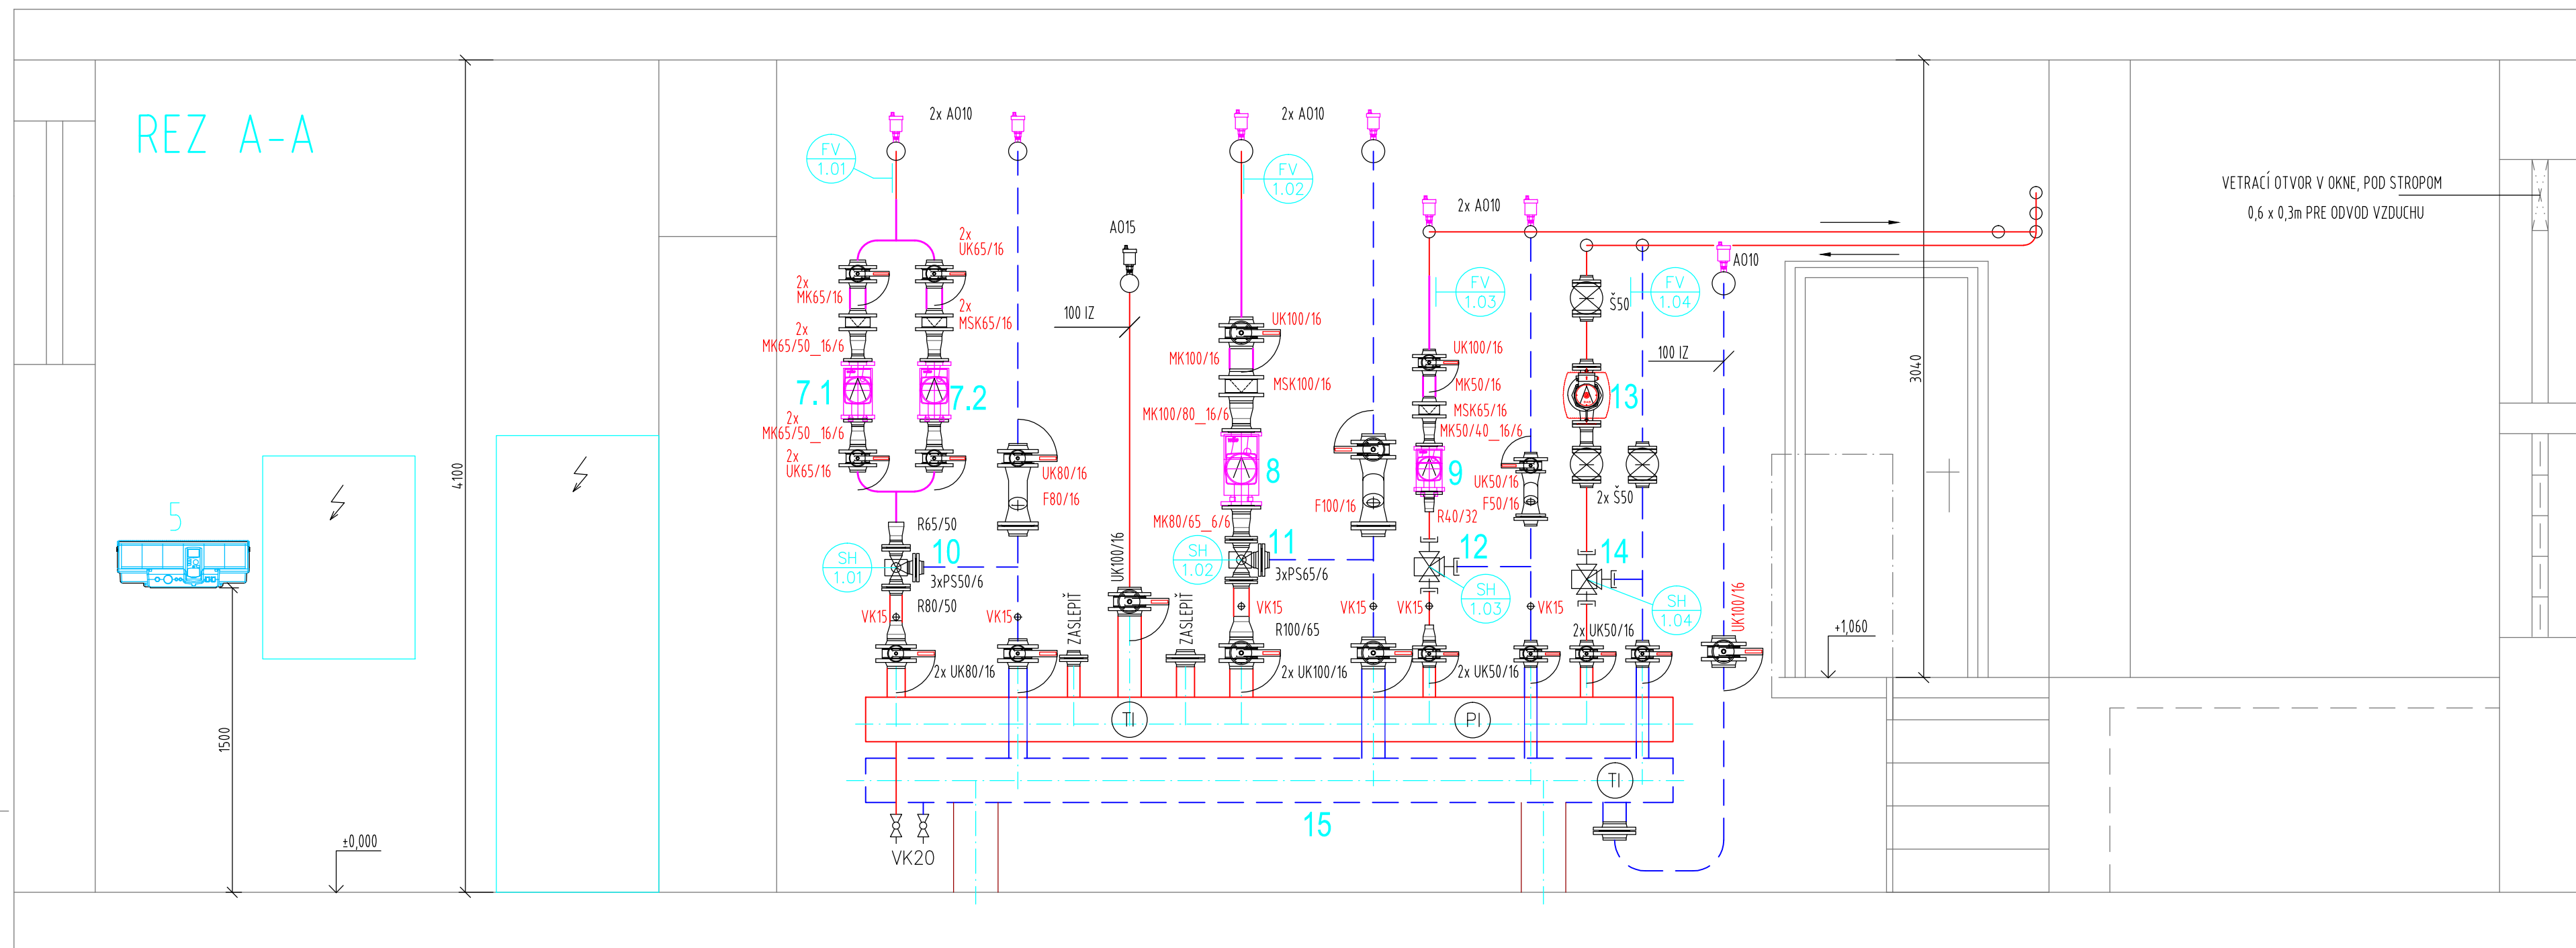 REZ A-A
2x A010
2x A010
FV
1.01
FV
1.02
VETRACÍ OTVOR V OKNE, POD STROPOM
0,6 x 0,3m PRE ODVOD VZDUCHU
2x A010
A015
2x
UK65/16
A010
2x
MK65/16
FV
1.03
FV
1.04
Š50
2x
MSK65/16
100 IZ
UK100/16
2x
MK65/50_16/6
MK100/16
UK100/16
100 IZ
3040
MSK100/16
MK50/16
7.1
7.2
13
MK100/80_16/6
MSK65/16
2x
MK65/50_16/6
MK50/40_16/6
2x
UK65/16
UK80/16
8
9
UK50/16
4100
F80/16
F100/16
F50/16
2x Š50
5
R65/50
MK80/65_6/6
R40/32
SH
1.01
10
UK100/16
SH
1.02
11
12
14
3xPS50/6
3xPS65/6
SH
1.03
SH
1.04
R80/50
VK15
VK15
ZASLEPIŤ
ZASLEPIŤ
VK15
VK15
VK15
VK15
UK100/16
R100/65
2x UK50/16
+1,060
2x UK80/16
2x UK100/16
2x UK50/16
1500
TI
PI
TI
15
±0,000
VK20